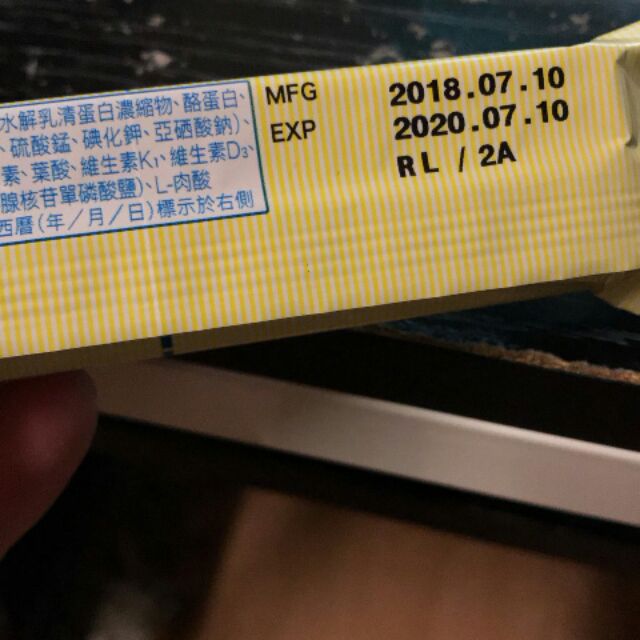 水解乳清蛋白濃縮物、酪蛋白
、硫酸錳、碘化鉀、亞硒酸鈉)、
素、葉酸、維生素K₁、維生素D₃、
腺核苷單磷酸鹽)、L-肉酸
西曆(年/月/日)標示於右側
MFG 2018.07.10
EXP 2020.07.10
RL / 2A